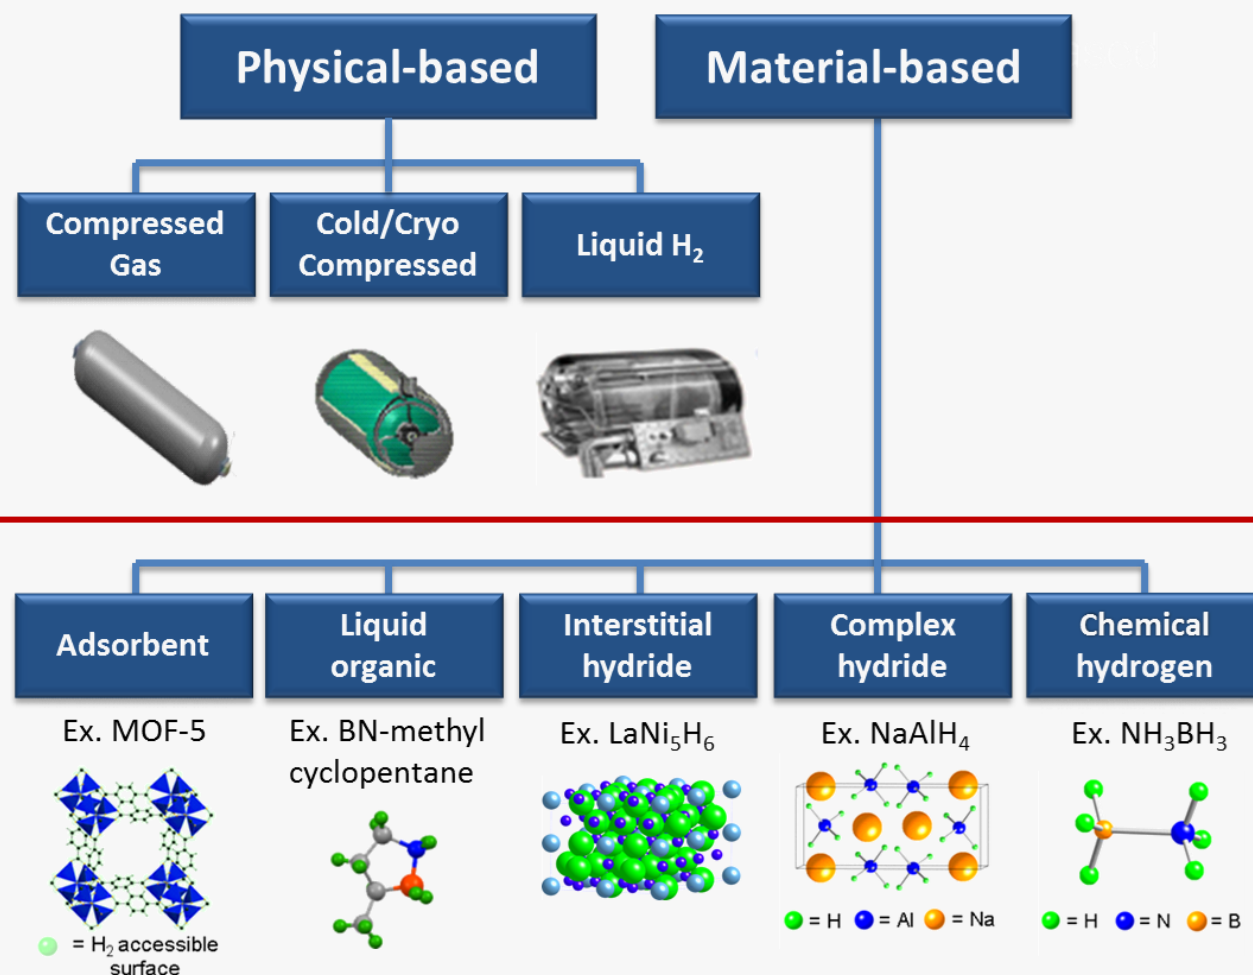 Physical-based
Material-based
Compressed
Gas
Cold/Cryo
Compressed
Liquid H₂
Adsorbent
Liquid
organic
Interstitial
hydride
Complex
hydride
Chemical
hydrogen
Ex. MOF-5
Ex. BN-methyl
cyclopentane
Ex. LaNi₅H₆
Ex. NaAlH₄
Ex. NH₃BH₃
= H₂ accessible
surface
= H = Al = Na
= H = N = B